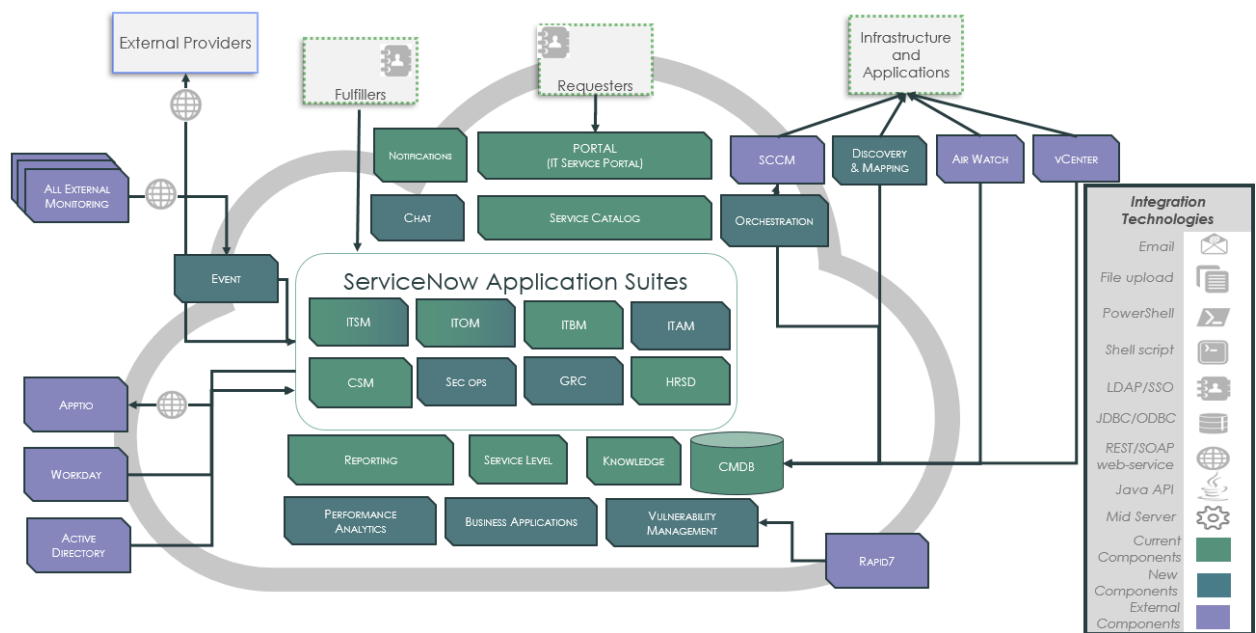 External Providers
Fulfillers
Requesters
Infrastructure
and
Applications
NOTIFICATIONS
PORTAL
(IT SERVICE PORTAL)
SCCM
DISCOVERY
& MAPPING
AIR WATCH
VCENTER
ALL EXTERNAL
MONITORING
CHAT
SERVICE CATALOG
ORCHESTRATION
EVENT
ServiceNow Application Suites
ITSM
ITOM
ITBM
ITAM
CSM
SEC OPS
GRC
HRSD
APPTIO
WORKDAY
ACTIVE
DIRECTORY
REPORTING
SERVICE LEVEL
KNOWLEDGE
CMDB
PERFORMANCE
ANALYTICS
BUSINESS APPLICATIONS
VULNERABILITY
MANAGEMENT
RAPID7
Integration
Technologies
Email
File upload
PowerShell
Shell script
LDAP/SSO
JDBC/ODBC
REST/SOAP
web-service
Java API
Mid Server
Current
Components
New
Components
External
Components